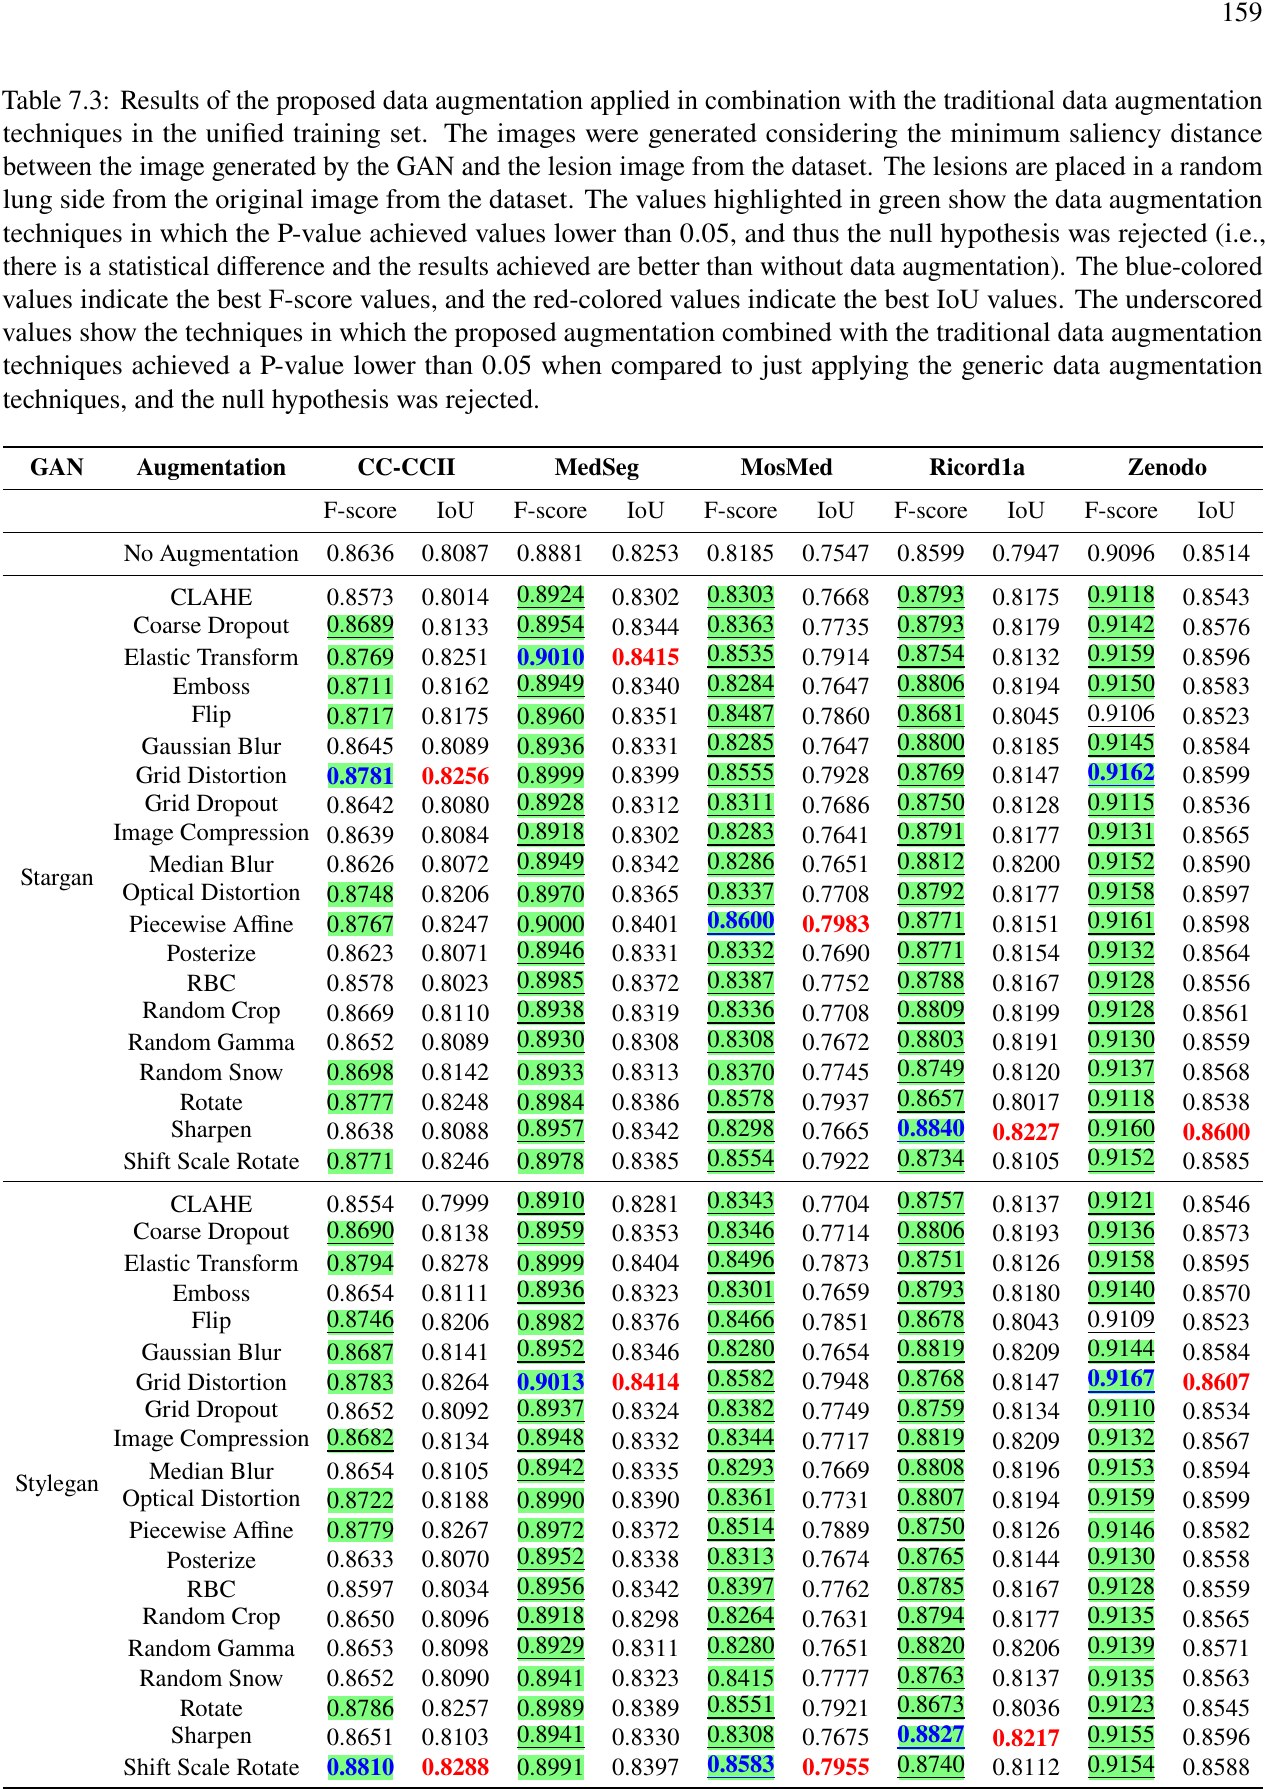 159
Table 7.3: Results of the proposed data augmentation applied in combination with the traditional data augmentation
techniques in the unified training set. The images were generated considering the minimum saliency distance
between the image generated by the GAN and the lesion image from the dataset. The lesions are placed in a random
lung side from the original image from the dataset. The values highlighted in green show the data augmentation
techniques in which the P-value achieved values lower than 0.05, and thus the null hypothesis was rejected (i.e.,
there is a statistical difference and the results achieved are better than without data augmentation). The blue-colored
values indicate the best F-score values, and the red-colored values indicate the best IoU values. The underscored
values show the techniques in which the proposed augmentation combined with the traditional data augmentation
techniques achieved a P-value lower than 0.05 when compared to just applying the generic data augmentation
techniques, and the null hypothesis was rejected.
GAN Augmentation CC-CCII MedSeg MosMed Ricord1a Zenodo
F-score IoU F-score IoU F-score IoU F-score IoU F-score IoU
No Augmentation 0.8636 0.8087 0.8881 0.8253 0.8185 0.7547 0.8599 0.7947 0.9096 0.8514
CLAHE 0.8573 0.8014 0.8924 0.8302 0.8303 0.7668 0.8793 0.8175 0.9118 0.8543
Coarse Dropout 0.8689 0.8133 0.8954 0.8344 0.8363 0.7735 0.8793 0.8179 0.9142 0.8576
Elastic Transform 0.8769 0.8251 0.9010 0.8415 0.8535 0.7914 0.8754 0.8132 0.9159 0.8596
Emboss 0.8711 0.8162 0.8949 0.8340 0.8284 0.7647 0.8806 0.8194 0.9150 0.8583
Flip 0.8717 0.8175 0.8960 0.8351 0.8487 0.7860 0.8681 0.8045 0.9106 0.8523
Gaussian Blur 0.8645 0.8089 0.8936 0.8331 0.8285 0.7647 0.8800 0.8185 0.9145 0.8584
Grid Distortion 0.8781 0.8256 0.8999 0.8399 0.8555 0.7928 0.8769 0.8147 0.9162 0.8599
Grid Dropout 0.8642 0.8080 0.8928 0.8312 0.8311 0.7686 0.8750 0.8128 0.9115 0.8536
Image Compression 0.8639 0.8084 0.8918 0.8302 0.8283 0.7641 0.8791 0.8177 0.9131 0.8565
Median Blur 0.8626 0.8072 0.8949 0.8342 0.8286 0.7651 0.8812 0.8200 0.9152 0.8590
Stargan
Optical Distortion 0.8748 0.8206 0.8970 0.8365 0.8337 0.7708 0.8792 0.8177 0.9158 0.8597
Piecewise Affine 0.8767 0.8247 0.9000 0.8401 0.8600 0.7983 0.8771 0.8151 0.9161 0.8598
Posterize 0.8623 0.8071 0.8946 0.8331 0.8332 0.7690 0.8771 0.8154 0.9132 0.8564
RBC 0.8578 0.8023 0.8985 0.8372 0.8387 0.7752 0.8788 0.8167 0.9128 0.8556
Random Crop 0.8669 0.8110 0.8938 0.8319 0.8336 0.7708 0.8809 0.8199 0.9128 0.8561
Random Gamma 0.8652 0.8089 0.8930 0.8308 0.8308 0.7672 0.8803 0.8191 0.9130 0.8559
Random Snow 0.8698 0.8142 0.8933 0.8313 0.8370 0.7745 0.8749 0.8120 0.9137 0.8568
Rotate 0.8777 0.8248 0.8984 0.8386 0.8578 0.7937 0.8657 0.8017 0.9118 0.8538
Sharpen 0.8638 0.8088 0.8957 0.8342 0.8298 0.7665 0.8840 0.8227 0.9160 0.8600
Shift Scale Rotate 0.8771 0.8246 0.8978 0.8385 0.8554 0.7922 0.8734 0.8105 0.9152 0.8585
CLAHE 0.8554 0.7999 0.8910 0.8281 0.8343 0.7704 0.8757 0.8137 0.9121 0.8546
Coarse Dropout 0.8690 0.8138 0.8959 0.8353 0.8346 0.7714 0.8806 0.8193 0.9136 0.8573
Elastic Transform 0.8794 0.8278 0.8999 0.8404 0.8496 0.7873 0.8751 0.8126 0.9158 0.8595
Emboss 0.8654 0.8111 0.8936 0.8323 0.8301 0.7659 0.8793 0.8180 0.9140 0.8570
Flip 0.8746 0.8206 0.8982 0.8376 0.8466 0.7851 0.8678 0.8043 0.9109 0.8523
Gaussian Blur 0.8687 0.8141 0.8952 0.8346 0.8280 0.7654 0.8819 0.8209 0.9144 0.8584
Grid Distortion 0.8783 0.8264 0.9013 0.8414 0.8582 0.7948 0.8768 0.8147 0.9167 0.8607
Grid Dropout 0.8652 0.8092 0.8937 0.8324 0.8382 0.7749 0.8759 0.8134 0.9110 0.8534
Image Compression 0.8682 0.8134 0.8948 0.8332 0.8344 0.7717 0.8819 0.8209 0.9132 0.8567
Median Blur 0.8654 0.8105 0.8942 0.8335 0.8293 0.7669 0.8808 0.8196 0.9153 0.8594
Stylegan
Optical Distortion 0.8722 0.8188 0.8990 0.8390 0.8361 0.7731 0.8807 0.8194 0.9159 0.8599
Piecewise Affine 0.8779 0.8267 0.8972 0.8372 0.8514 0.7889 0.8750 0.8126 0.9146 0.8582
Posterize 0.8633 0.8070 0.8952 0.8338 0.8313 0.7674 0.8765 0.8144 0.9130 0.8558
RBC 0.8597 0.8034 0.8956 0.8342 0.8397 0.7762 0.8785 0.8167 0.9128 0.8559
Random Crop 0.8650 0.8096 0.8918 0.8298 0.8264 0.7631 0.8794 0.8177 0.9135 0.8565
Random Gamma 0.8653 0.8098 0.8929 0.8311 0.8280 0.7651 0.8820 0.8206 0.9139 0.8571
Random Snow 0.8652 0.8090 0.8941 0.8323 0.8415 0.7777 0.8763 0.8137 0.9135 0.8563
Rotate 0.8786 0.8257 0.8989 0.8389 0.8551 0.7921 0.8673 0.8036 0.9123 0.8545
Sharpen 0.8651 0.8103 0.8941 0.8330 0.8308 0.7675 0.8827 0.8217 0.9155 0.8596
Shift Scale Rotate 0.8810 0.8288 0.8991 0.8397 0.8583 0.7955 0.8740 0.8112 0.9154 0.8588